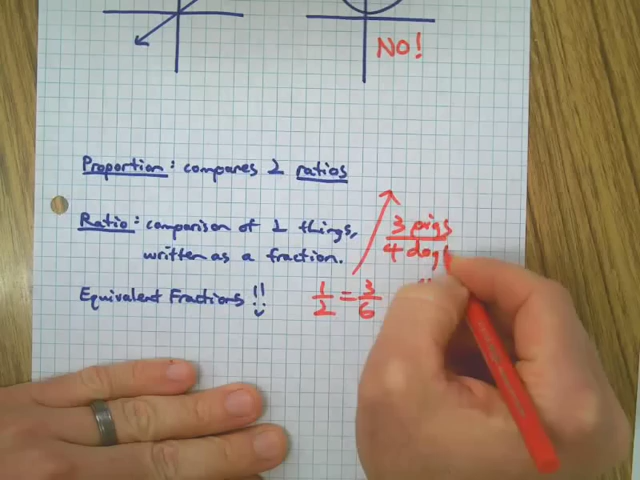 NO!
Proportion: compares 2 ratios
Ratio: comparison of 2 things,
written as a fraction.
3 pigs
4 dog
Equivalent Fractions!!
1/2 = 3/6